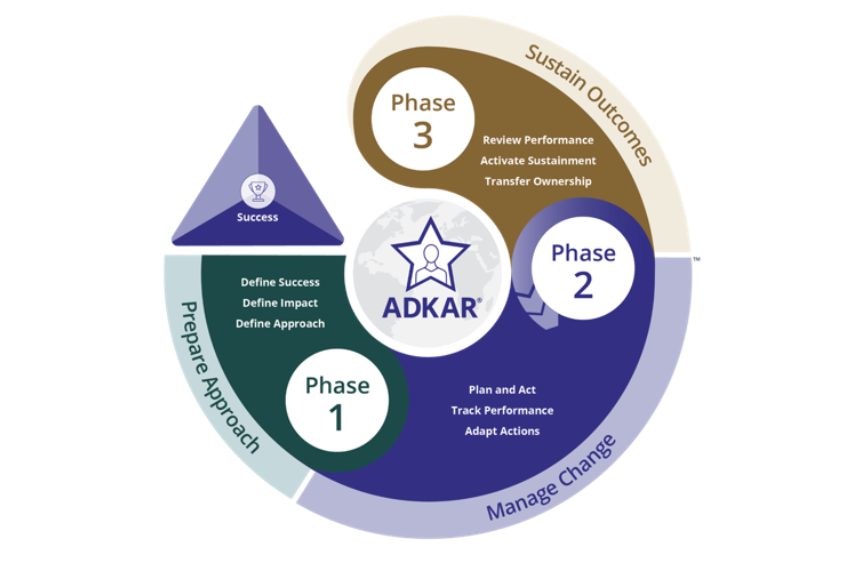 Success
Prepare Approach
Define Success
Define Impact
Define Approach
Phase
1
Manage Change
Phase
2
Plan and Act
Track Performance
Adapt Actions
Sustain Outcomes
Phase
3
Review Performance
Activate Sustainment
Transfer Ownership
ADKAR®
™